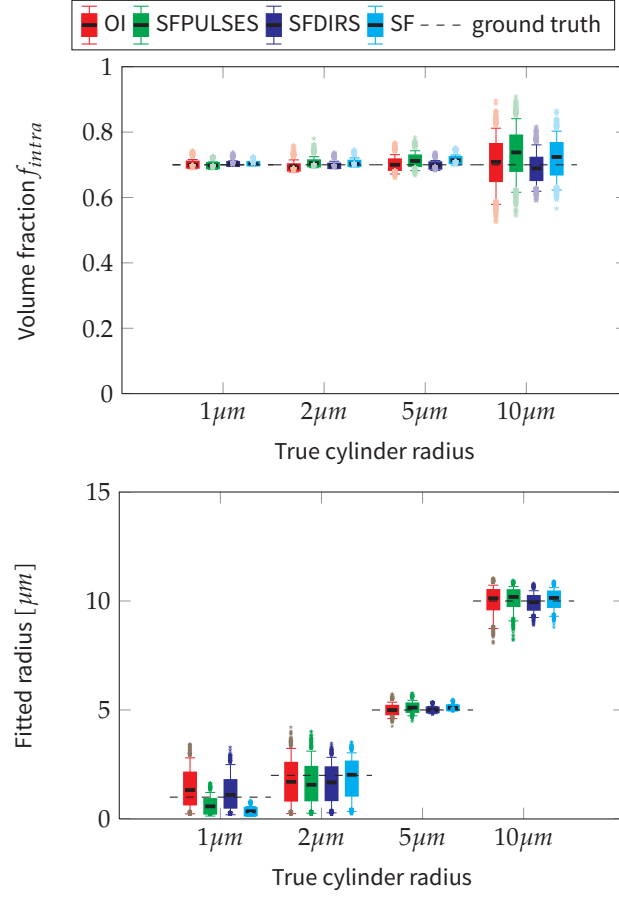 OI SFPULSES SFDIRS SF ground truth
1
0.8
0.6
0.4
0.2
0
Volume fraction f_intra
1μm 2μm 5μm 10μm
True cylinder radius
15
10
5
0
Fitted radius [μm]
1μm 2μm 5μm 10μm
True cylinder radius